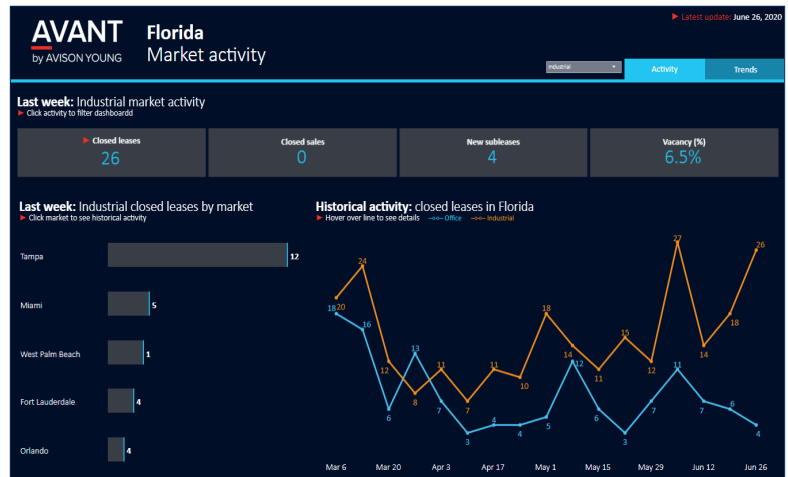 Latest update: June 26, 2020
AVANT
by AVISON YOUNG
Florida
Market activity
Industrial
Activity
Trends
Last week: Industrial market activity
Click activity to filter dashboardd
Closed leases
26
Closed sales
0
New subleases
4
Vacancy (%)
6.5%
Last week: Industrial closed leases by market
Click market to see historical activity
Tampa 12
Miami 5
West Palm Beach 1
Fort Lauderdale 4
Orlando 4
Historical activity: closed leases in Florida
Hover over line to see details Office Industrial
27
26
24
18 20
18
18
16
15
14
14
13
12
12
12
11
11
11
11
10
8
7
7
7
7
6
6
6
5
4
4
4
3
3
Mar 6 Mar 20 Apr 3 Apr 17 May 1 May 15 May 29 Jun 12 Jun 26